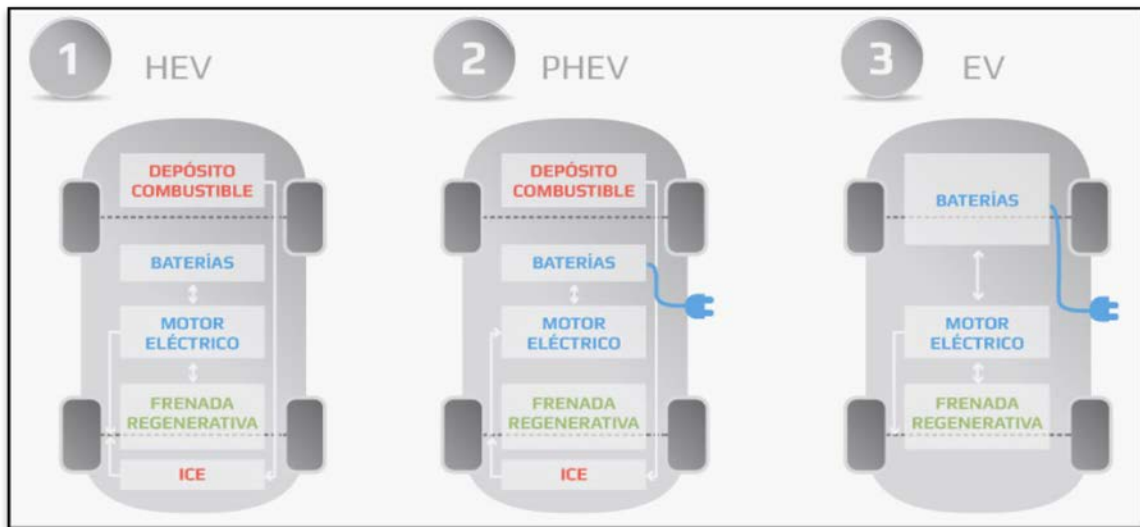 1
HEV
DEPÓSITO
COMBUSTIBLE
BATERÍAS
MOTOR
ELÉCTRICO
FRENADA
REGENERATIVA
ICE
2
PHEV
DEPÓSITO
COMBUSTIBLE
BATERÍAS
MOTOR
ELÉCTRICO
FRENADA
REGENERATIVA
ICE
3
EV
BATERÍAS
MOTOR
ELÉCTRICO
FRENADA
REGENERATIVA